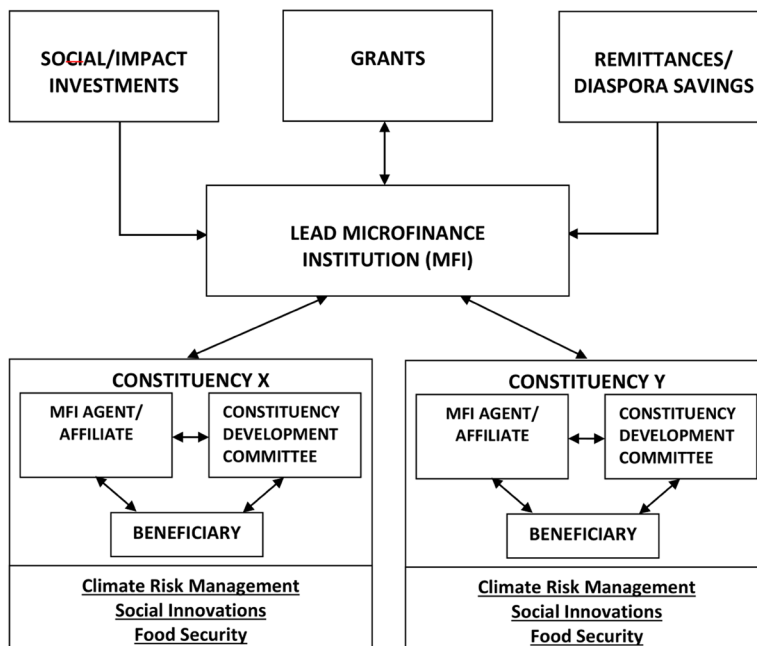 SOCIAL/IMPACT
INVESTMENTS
GRANTS
REMITTANCES/
DIASPORA SAVINGS
LEAD MICROFINANCE
INSTITUTION (MFI)
CONSTITUENCY X
MFI AGENT/
AFFILIATE
CONSTITUENCY
DEVELOPMENT
COMMITTEE
BENEFICIARY
Climate Risk Management
Social Innovations
Food Security
CONSTITUENCY Y
MFI AGENT/
AFFILIATE
CONSTITUENCY
DEVELOPMENT
COMMITTEE
BENEFICIARY
Climate Risk Management
Social Innovations
Food Security